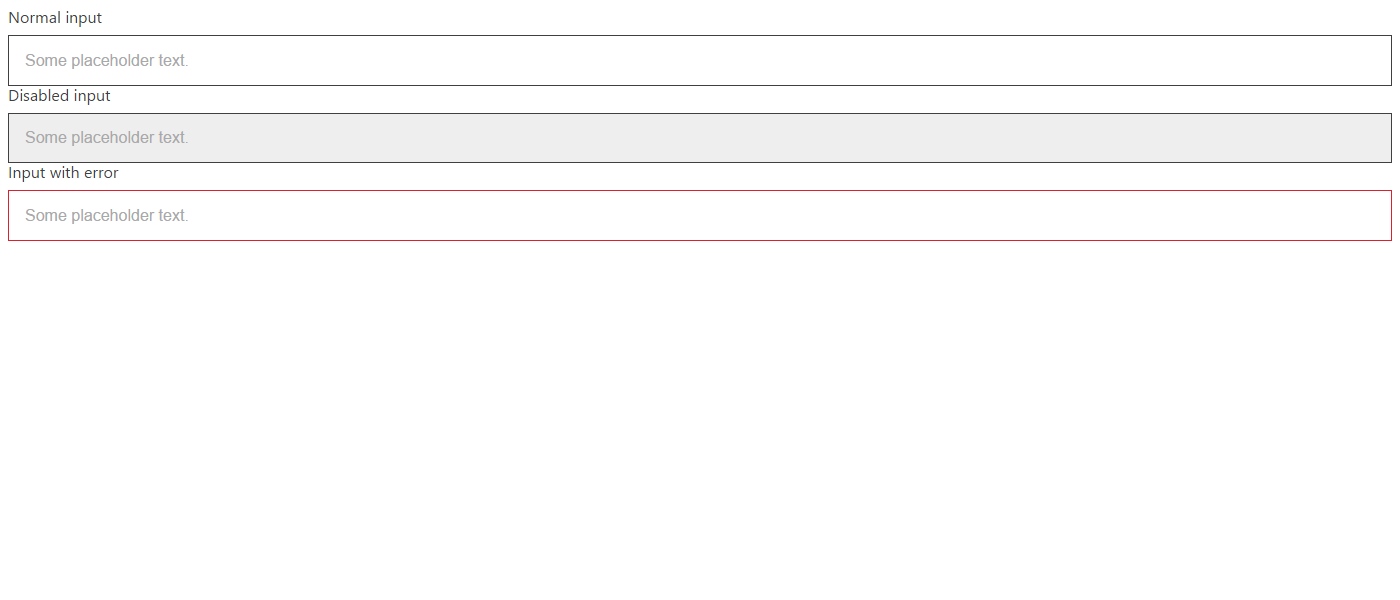 Normal input
Some placeholder text.
Disabled input
Some placeholder text.
Input with error
Some placeholder text.